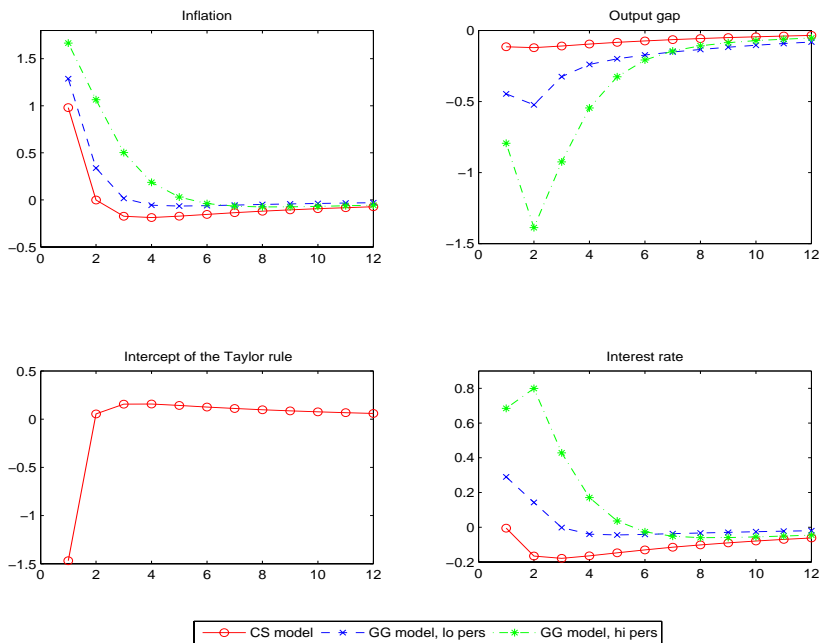 Inflation
1.5
1
0.5
0
−0.5
0 2 4 6 8 10 12
Output gap
0
−0.5
−1
−1.5
0 2 4 6 8 10 12
Intercept of the Taylor rule
0.5
0
−0.5
−1
−1.5
0 2 4 6 8 10 12
Interest rate
0.8
0.6
0.4
0.2
0
−0.2
0 2 4 6 8 10 12
CS model GG model, lo pers GG model, hi pers